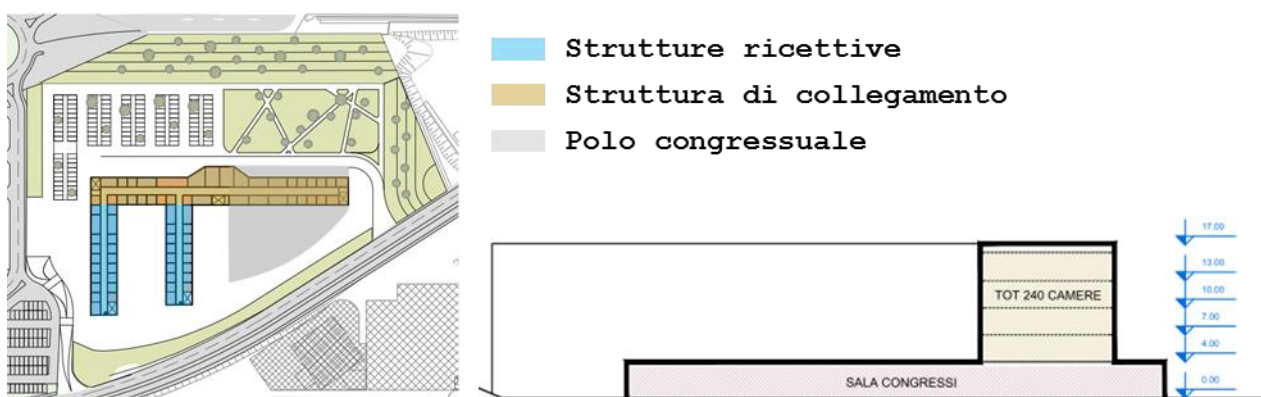 Strutture ricettive
Struttura di collegamento
Polo congressuale
17.00
13.00
TOT 240 CAMERE
10.00
7.00
4.00
SALA CONGRESSI
0.00